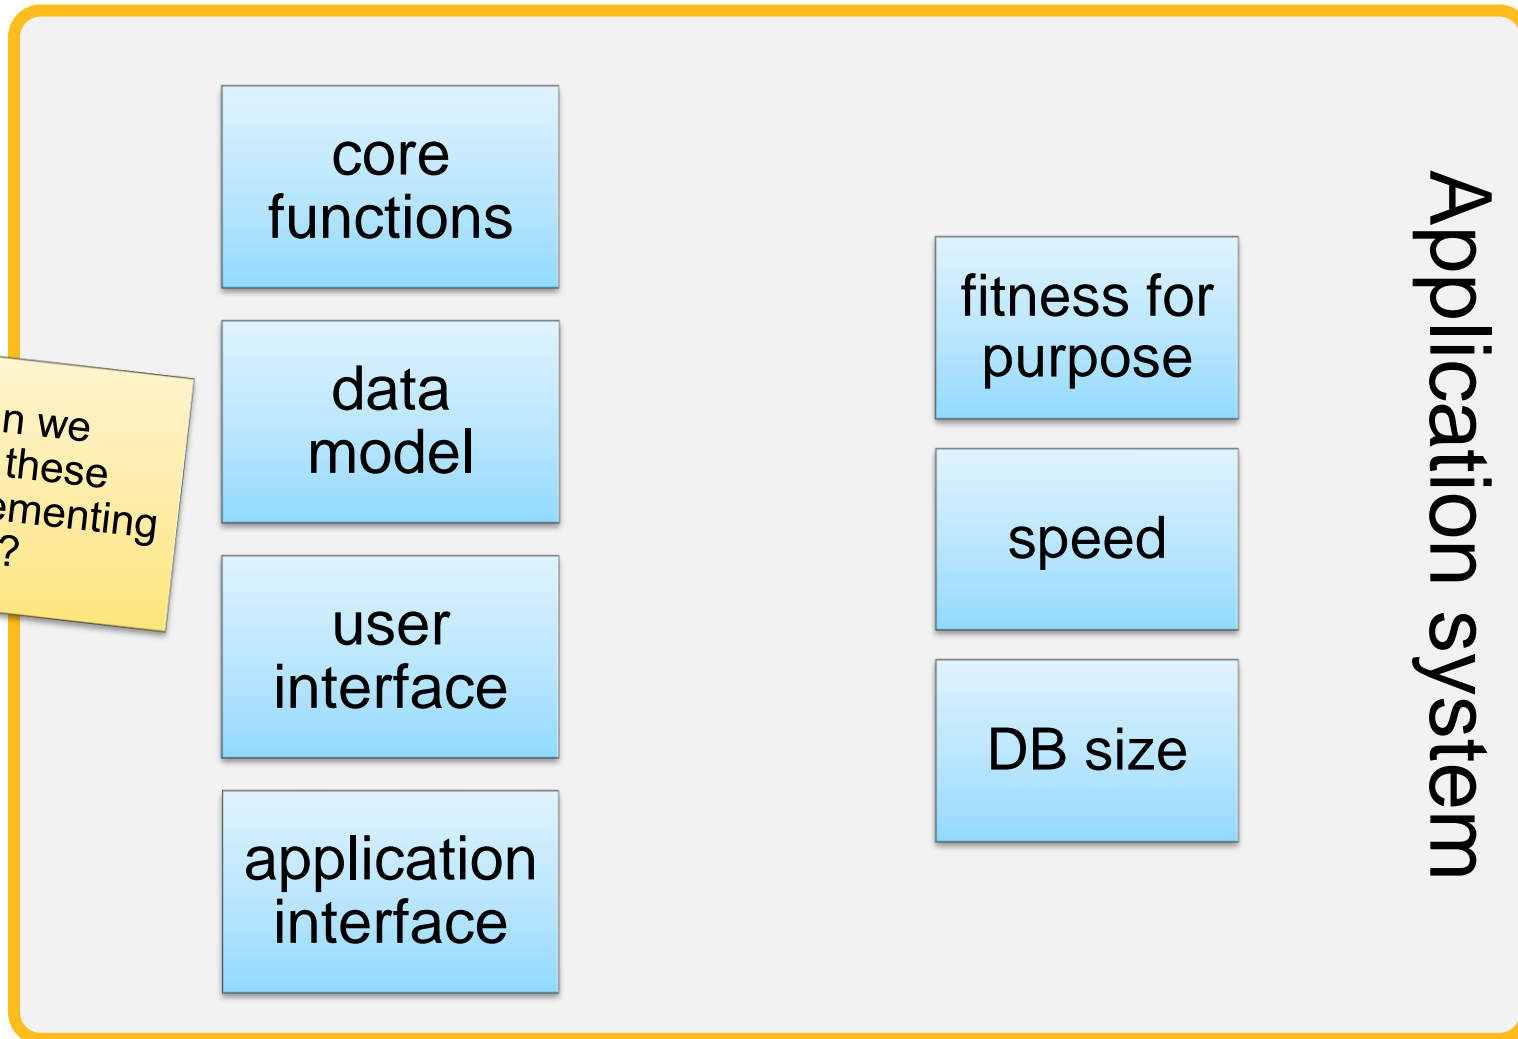 core
functions
data
model
user
interface
application
interface
n we
these
ementing
?
fitness for
purpose
speed
DB size
Application system